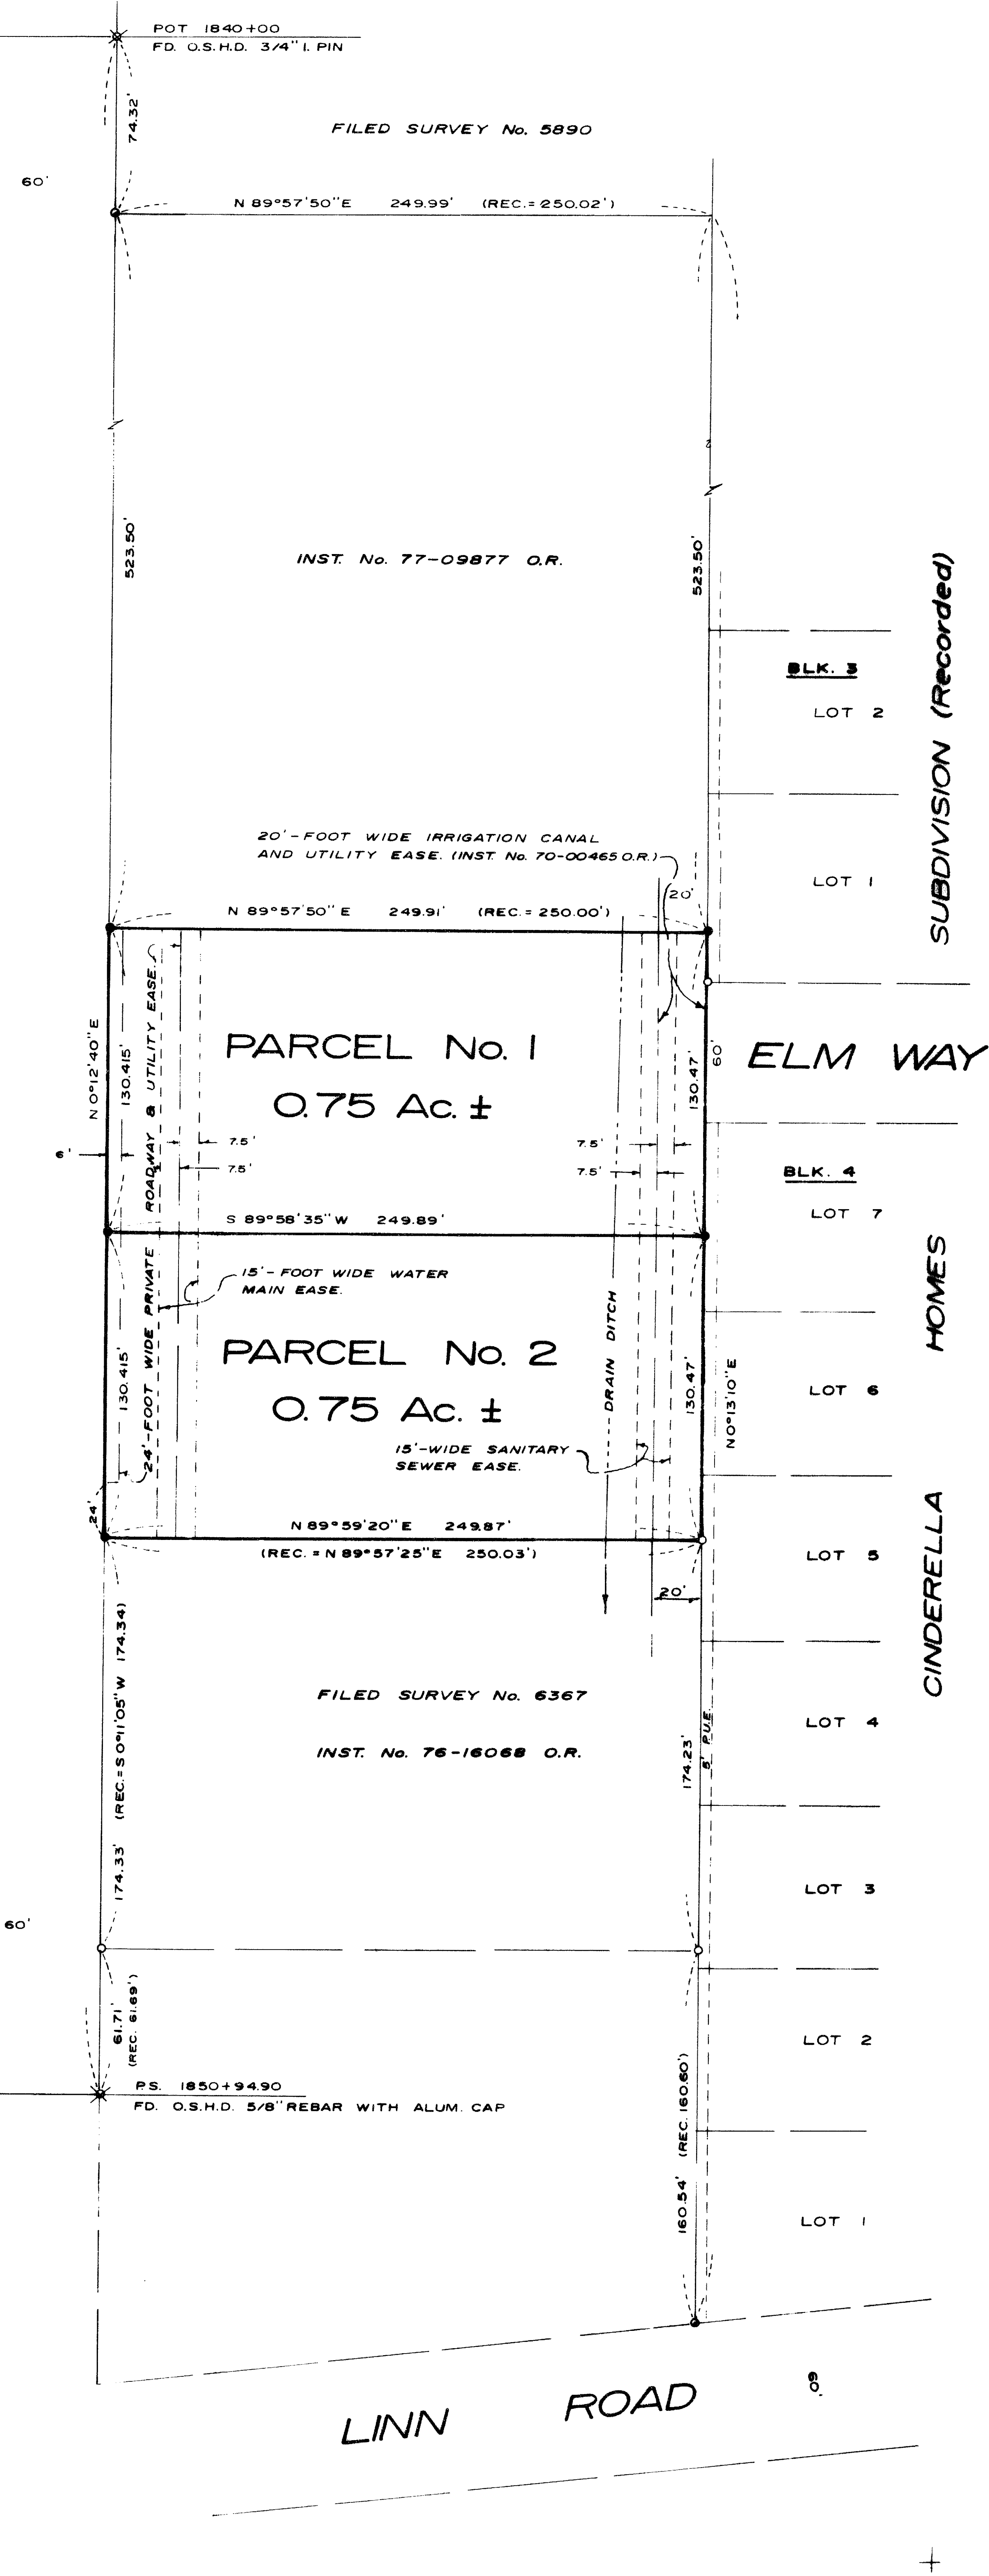 POT 1840+00
FD. O.S.H.D. 3/4" I. PIN
74.32'
FILED SURVEY No. 5890
60'
N 89°57'50"E 249.99' (REC.= 250.02')
523.50'
INST. No. 77-09877 O.R.
523.50'
SUBDIVISION (Recorded)
BLK. 3
LOT 2
20'-FOOT WIDE IRRIGATION CANAL
AND UTILITY EASE. (INST. No. 70-00465 O.R.)
LOT 1
20'
N 89°57'50"E 249.91' (REC.= 250.00')
N 0°12'40"E
130.415'
24'-FOOT WIDE PRIVATE ROADWAY & UTILITY EASE.
PARCEL No. 1
0.75 Ac. ±
130.47'
60'
ELM WAY
6'
7.5'
7.5'
7.5'
7.5'
BLK. 4
LOT 7
S 89°58'35"W 249.89'
15'-FOOT WIDE WATER
MAIN EASE.
HOMES
PARCEL No. 2
0.75 Ac. ±
130.415'
DRAIN DITCH
130.47'
N0°13'10"E
LOT 6
15'-WIDE SANITARY
SEWER EASE.
24'
N 89°59'20"E 249.87'
(REC. = N 89°57'25"E 250.03')
LOT 5
CINDERELLA
20'
174.33' (REC.= S 0°11'05"W 174.34)
FILED SURVEY No. 6367
INST. No. 76-16068 O.R.
174.23'
5' P.U.E.
LOT 4
LOT 3
60'
61.71'
(REC. 61.69')
LOT 2
P.S. 1850+94.90
FD. O.S.H.D. 5/8" REBAR WITH ALUM. CAP
160.54' (REC. 160.60')
LOT 1
LINN ROAD
60'